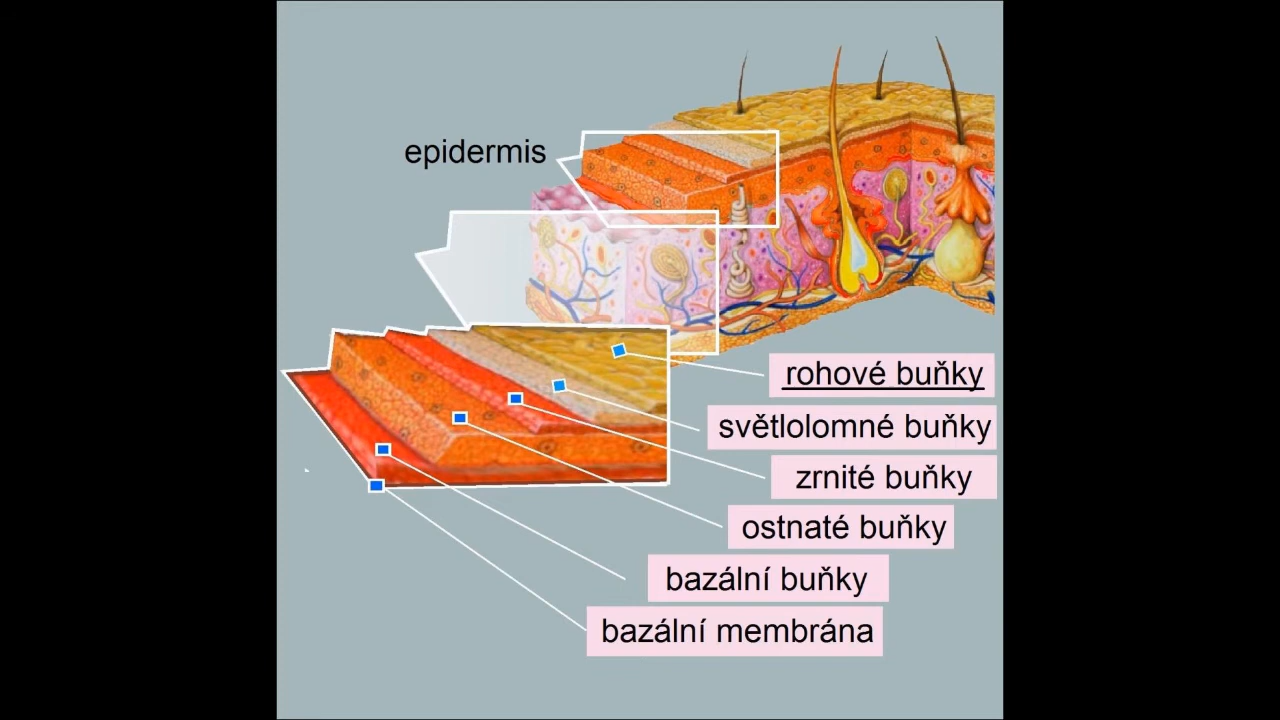 epidermis
rohové buňky
světlolomné buňky
zrnité buňky
ostnaté buňky
bazální buňky
bazální membrána